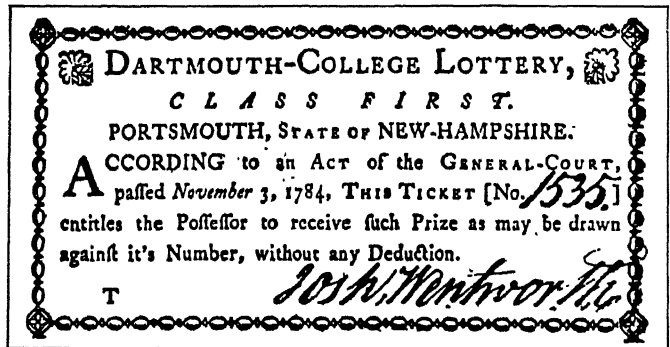 DARTMOUTH-COLLEGE LOTTERY,
CLASS FIRST.
PORTSMOUTH, STATE OF NEW-HAMPSHIRE.
ACCORDING to an ACT of the GENERAL-COURT,
paſſed November 3, 1784, THIS TICKET [No. 1535.]
entitles the Poſſeſſor to receive ſuch Prize as may be drawn
againſt it's Number, without any Deduction.
T Josh. Wentworth